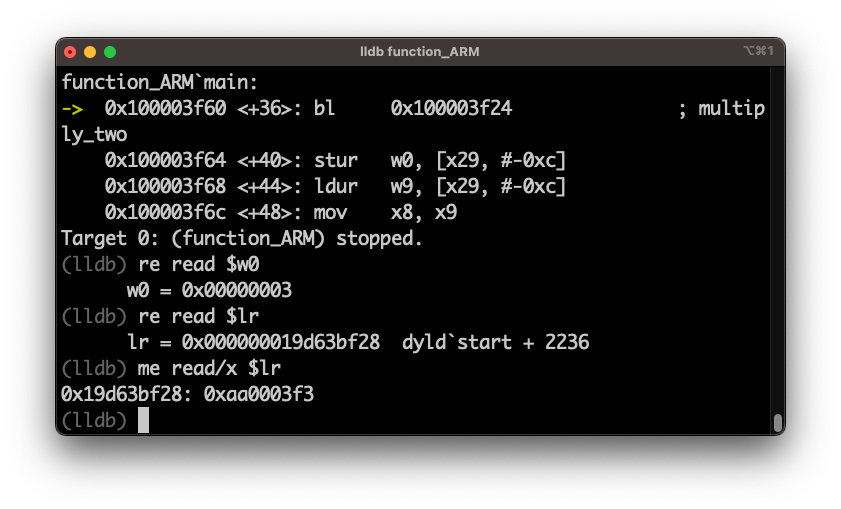 lldb function_ARM
⌥⌘1
function_ARM`main:
->  0x100003f60 <+36>: bl     0x100003f24               ; multip
ly_two
    0x100003f64 <+40>: stur   w0, [x29, #-0xc]
    0x100003f68 <+44>: ldur   w9, [x29, #-0xc]
    0x100003f6c <+48>: mov    x8, x9
Target 0: (function_ARM) stopped.
(lldb) re read $w0
      w0 = 0x00000003
(lldb) re read $lr
      lr = 0x000000019d63bf28  dyld`start + 2236
(lldb) me read/x $lr
0x19d63bf28: 0xaa0003f3
(lldb)